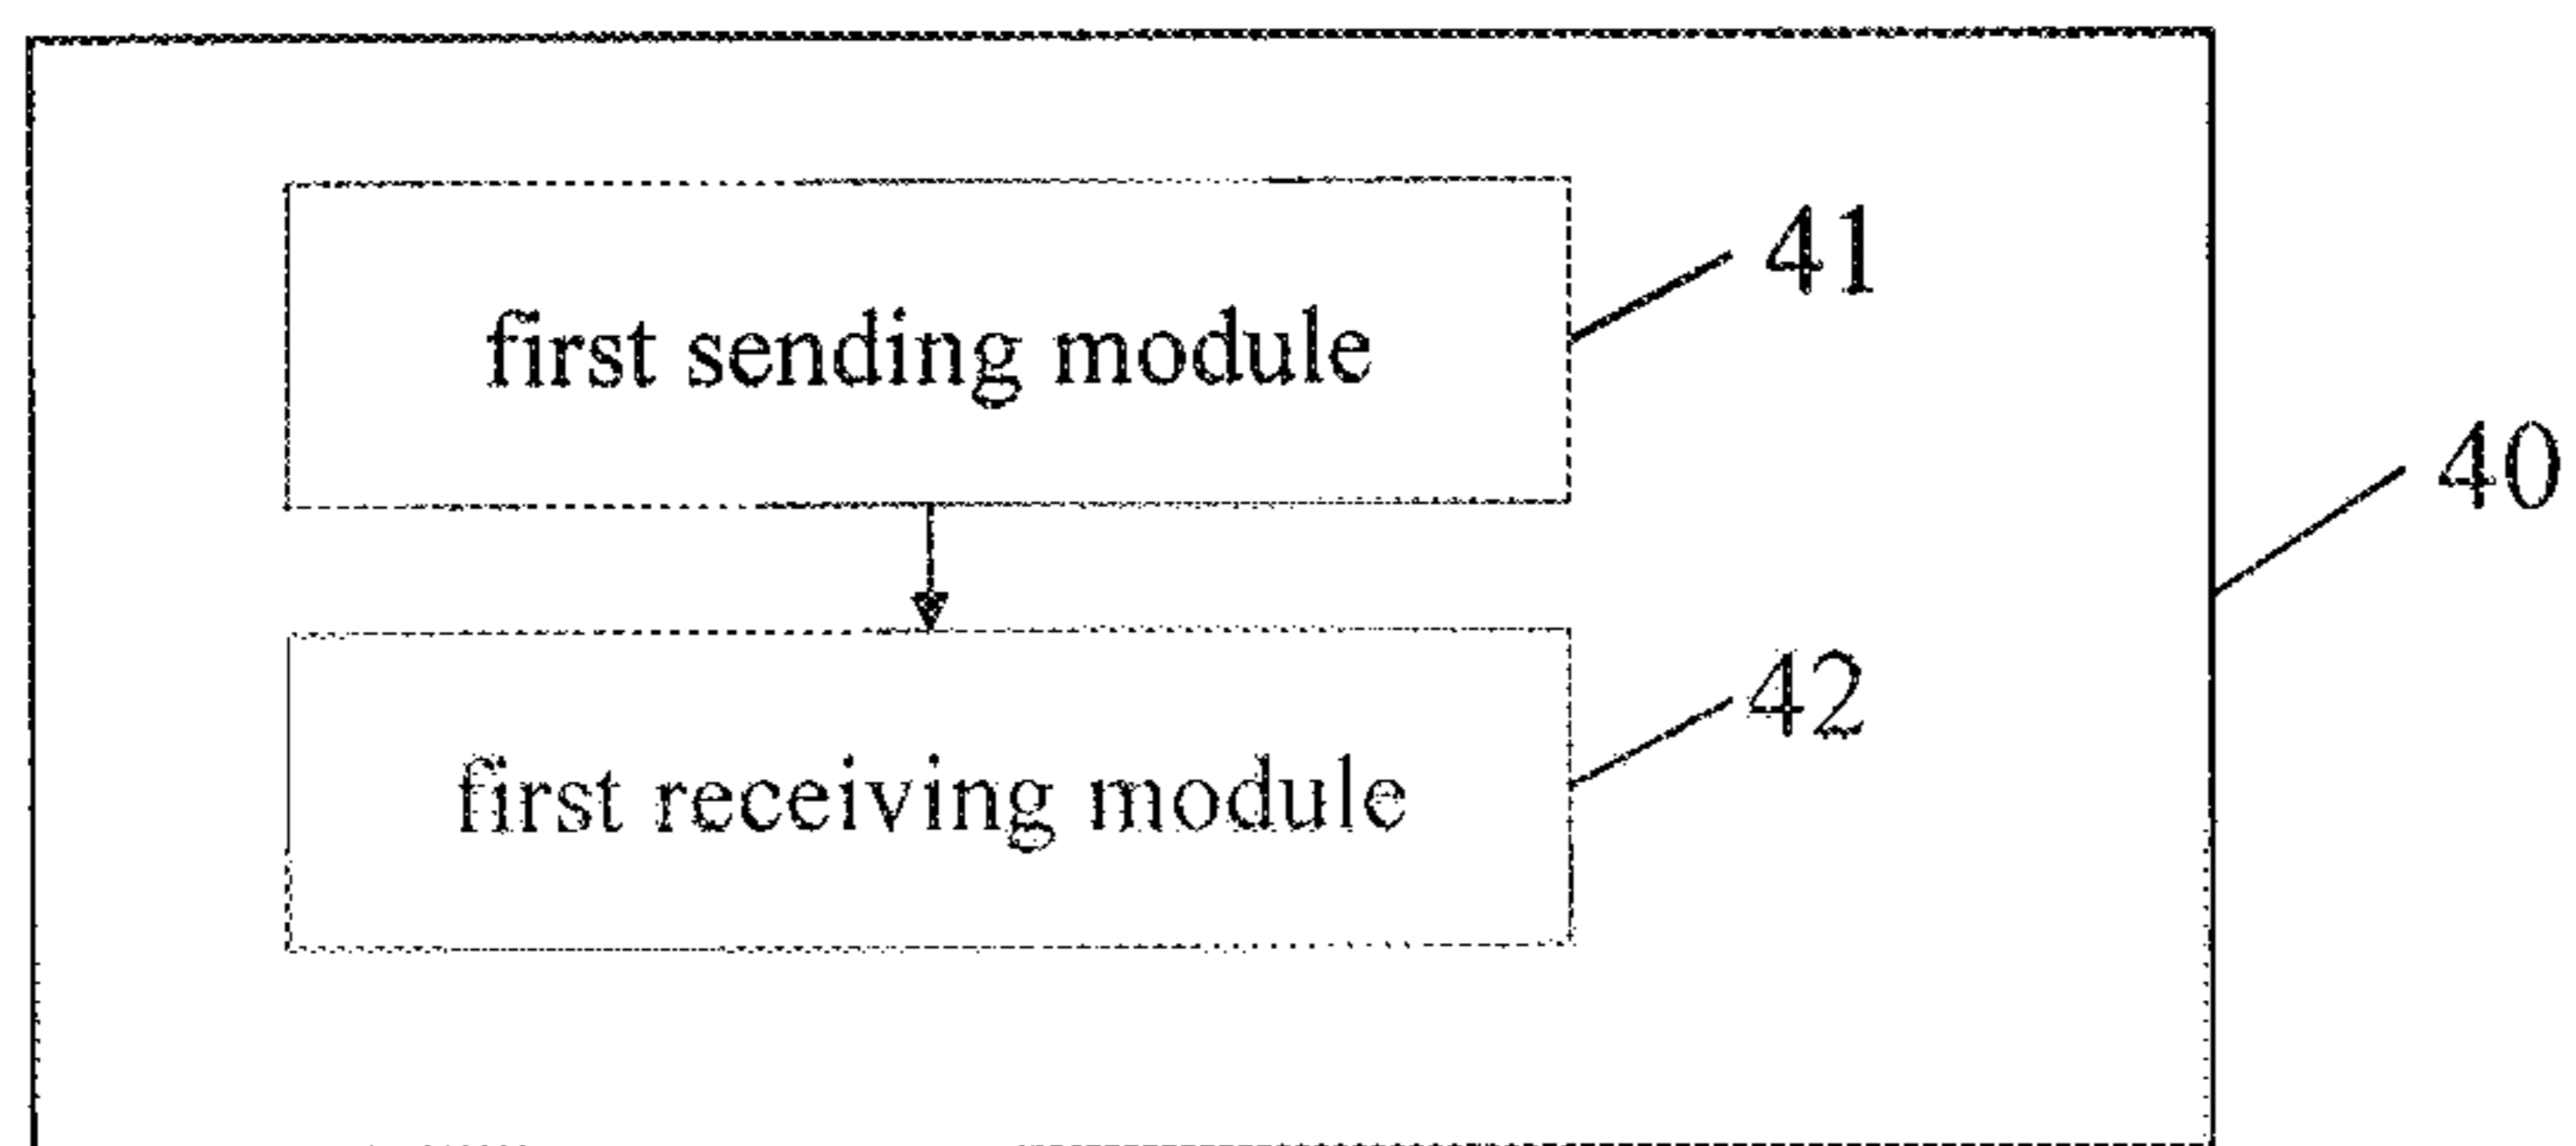 41
first sending module
40
42
first receiving module